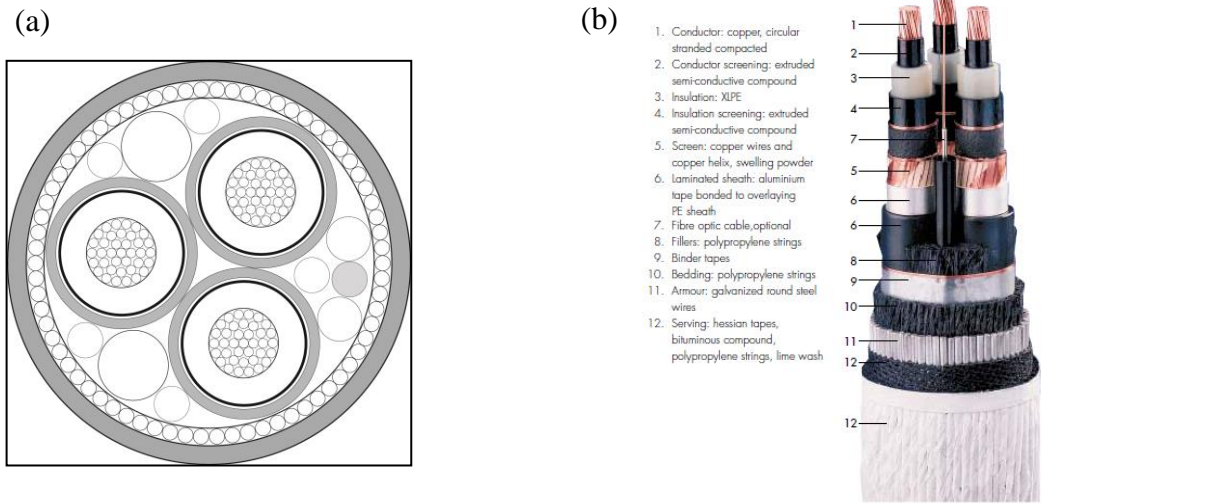 (a)
(b)
1. Conductor: copper, circular
stranded compacted
2. Conductor screening: extruded
semi-conductive compound
3. Insulation: XLPE
4. Insulation screening: extruded
semi-conductive compound
5. Screen: copper wires and
copper helix, swelling powder
6. Laminated sheath: aluminium
tape bonded to overlaying
PE sheath
7. Fibre optic cable,optional
8. Fillers: polypropylene strings
9. Binder tapes
10. Bedding: polypropylene strings
11. Armour: galvanized round steel
wires
12. Serving: hessian tapes,
bituminous compound,
polypropylene strings, lime wash
1
2
3
4
7
5
6
6
8
9
10
11
12
12